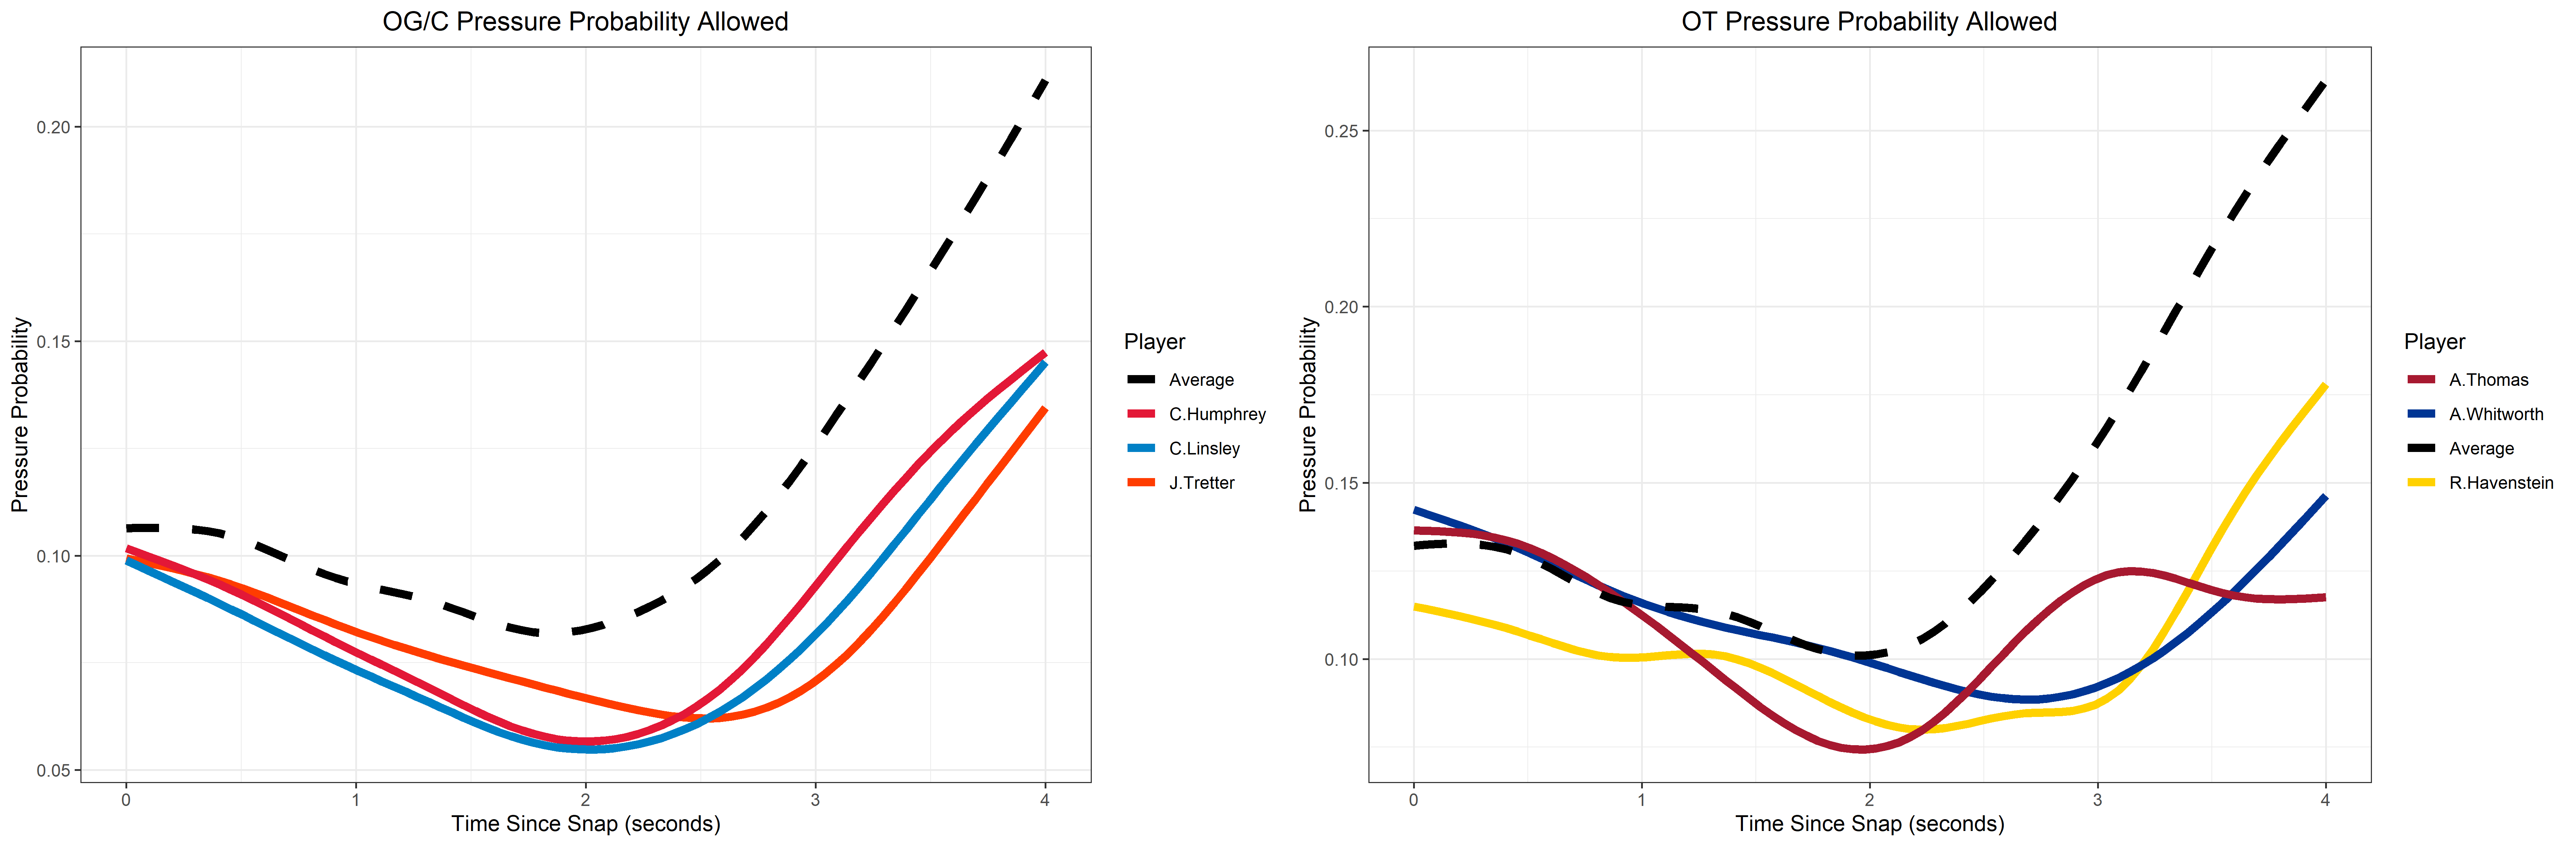 OG/C Pressure Probability Allowed
Pressure Probability
0.20
0.15
0.10
0.05
0 1 2 3 4
Time Since Snap (seconds)
Player
Average
C.Humphrey
C.Linsley
J.Tretter
OT Pressure Probability Allowed
Pressure Probability
0.25
0.20
0.15
0.10
0 1 2 3 4
Time Since Snap (seconds)
Player
A.Thomas
A.Whitworth
Average
R.Havenstein